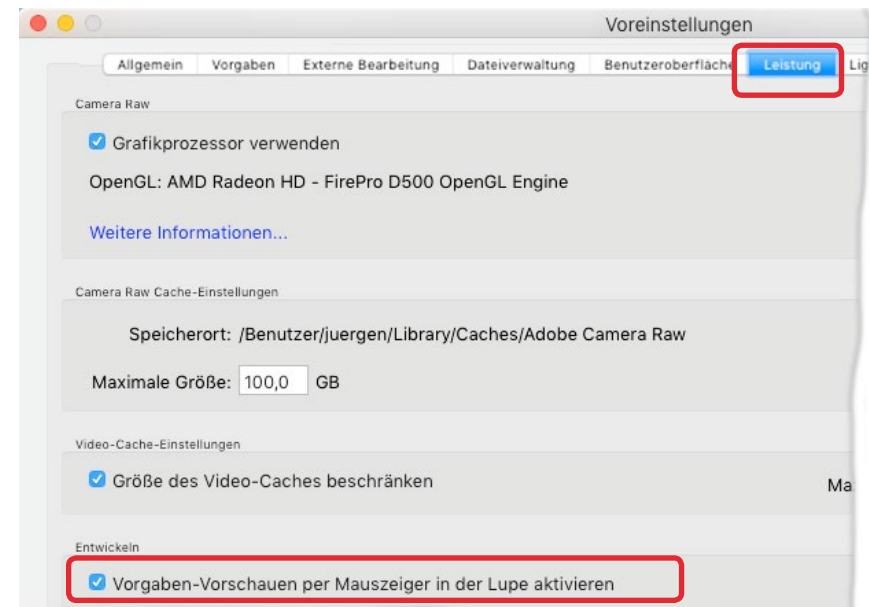 Voreinstellungen
Allgemein Vorgaben Externe Bearbeitung Dateiverwaltung Benutzeroberfläche Leistung Lig
Camera Raw
Grafikprozessor verwenden
OpenGL: AMD Radeon HD - FirePro D500 OpenGL Engine
Weitere Informationen...
Camera Raw Cache-Einstellungen
Speicherort: /Benutzer/juergen/Library/Caches/Adobe Camera Raw
Maximale Größe: 100,0 GB
Video-Cache-Einstellungen
Größe des Video-Caches beschränken Ma
Entwickeln
Vorgaben-Vorschauen per Mauszeiger in der Lupe aktivieren